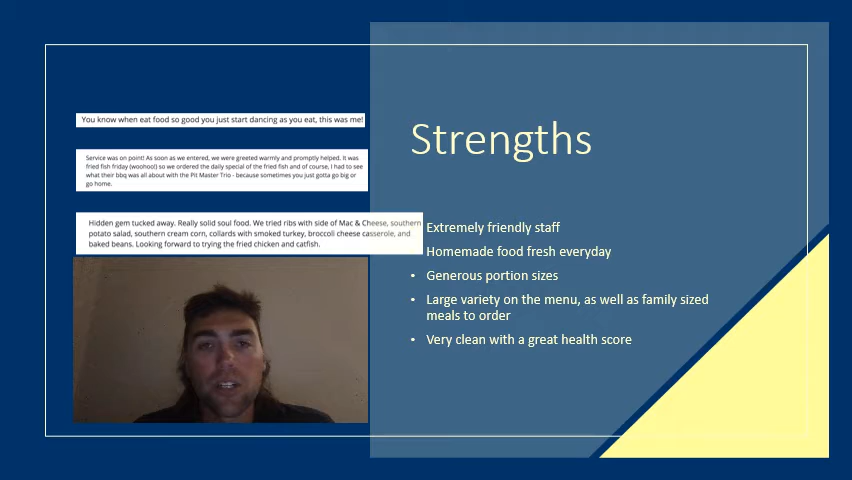 You know when eat food so good you just start dancing as you eat, this was me!
Service was on point! As soon as we entered, we were greeted warmly and promptly helped. It was
fried fish friday (woohoo!) so we ordered the daily special of the fried fish and of course, I had to see
what their bbq was all about with the Pit Master Trio - because sometimes you just gotta go big or
go home.
Hidden gem tucked away. Really solid soul food. We tried ribs with side of Mac & Cheese, southern
potato salad, southern cream corn, collards with smoked turkey, broccoli cheese casserole, and
baked beans. Looking forward to trying the fried chicken and catfish.
Strengths
Extremely friendly staff
Homemade food fresh everyday
• Generous portion sizes
• Large variety on the menu, as well as family sized
meals to order
• Very clean with a great health score